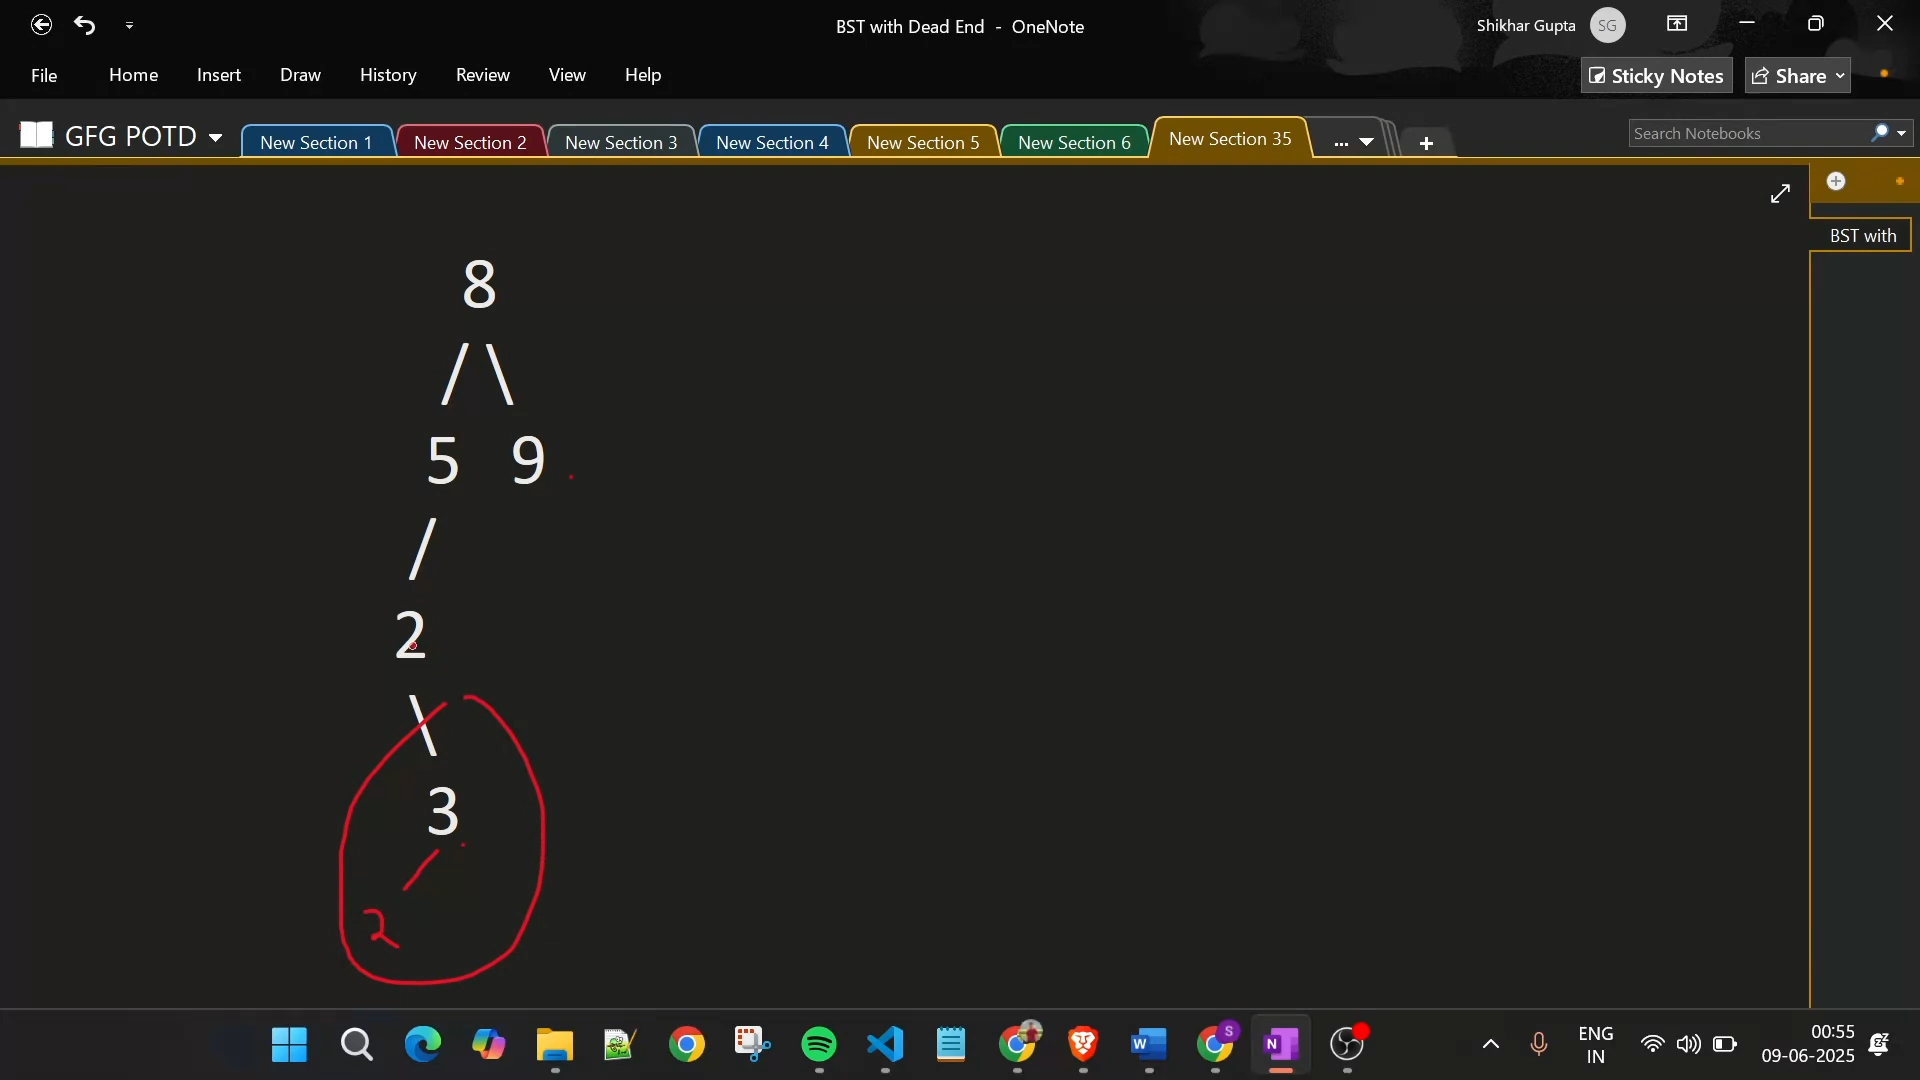 BST with Dead End - OneNote
Shikhar Gupta
SG
File
Home
Insert
Draw
History
Review
View
Help
Sticky Notes
Share
GFG POTD
New Section 1
New Section 2
New Section 3
New Section 4
New Section 5
New Section 6
New Section 35
...
+
Search Notebooks
BST with
8
/ \
5 9
/
2
\
3
/
2
W
S
N
ENG
IN
00:55
09-06-2025